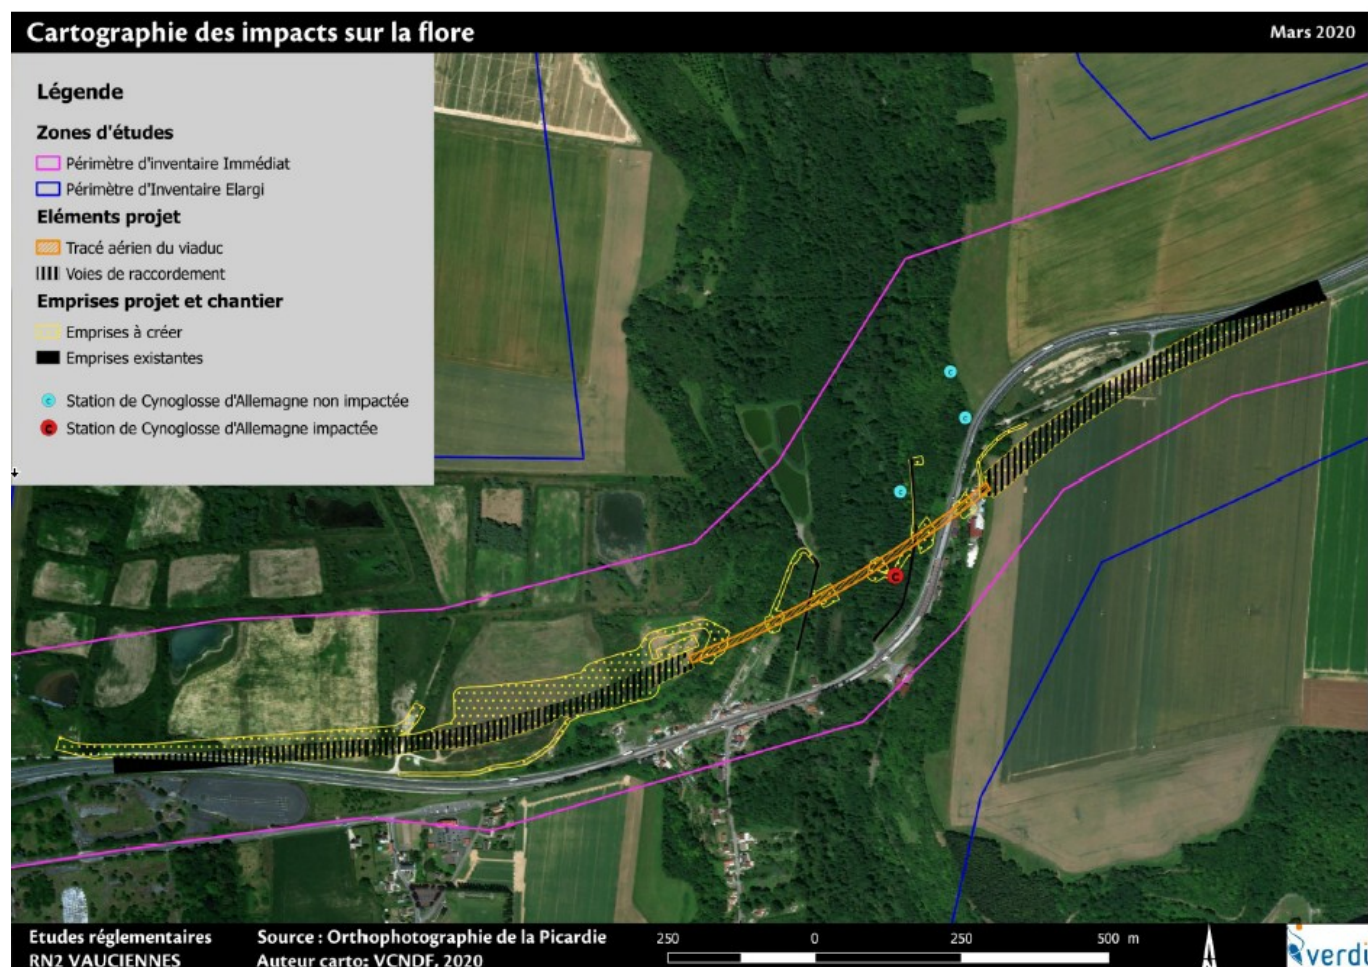 Cartographie des impacts sur la flore
Mars 2020
Légende
Zones d'études
Périmètre d'inventaire Immédiat
Périmètre d'Inventaire Elargi
Eléments projet
Tracé aérien du viaduc
Voies de raccordement
Emprises projet et chantier
Emprises à créer
Emprises existantes
c Station de Cynoglosse d'Allemagne non impactée
c Station de Cynoglosse d'Allemagne impactée
c
c
c
c
Etudes réglementaires
RN2 VAUCIENNES
Source : Orthophotographie de la Picardie
Auteur carto: VCNDF, 2020
250 0 250 500 m
verdi